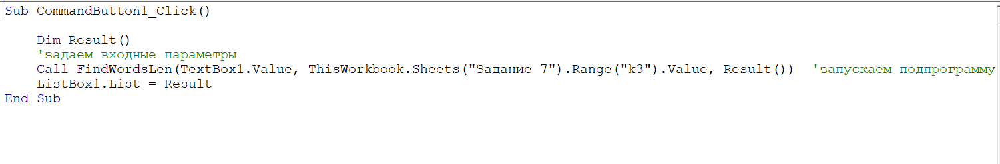 Sub CommandButton1_Click()
Dim Result()
'задаем входные параметры
Call FindWordsLen(TextBox1.Value, ThisWorkbook.Sheets("Задание 7").Range("k3").Value, Result())  'запускаем подпрограмму
ListBox1.List = Result
End Sub